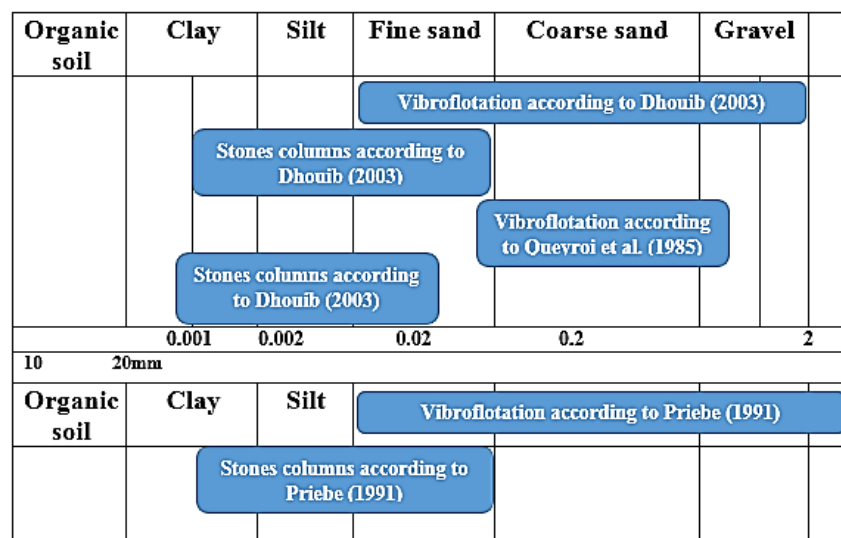 Organic soil Clay Silt Fine sand Coarse sand Gravel
Vibroflotation according to Dhouib (2003)
Stones columns according to
Dhouib (2003)
Vibroflotation according
to Queyroi et al. (1985)
Stones columns according
to Dhouib (2003)
0.001 0.002 0.02 0.2 2
10 20mm
Organic soil Clay Silt
Vibroflotation according to Priebe (1991)
Stones columns according to
Priebe (1991)